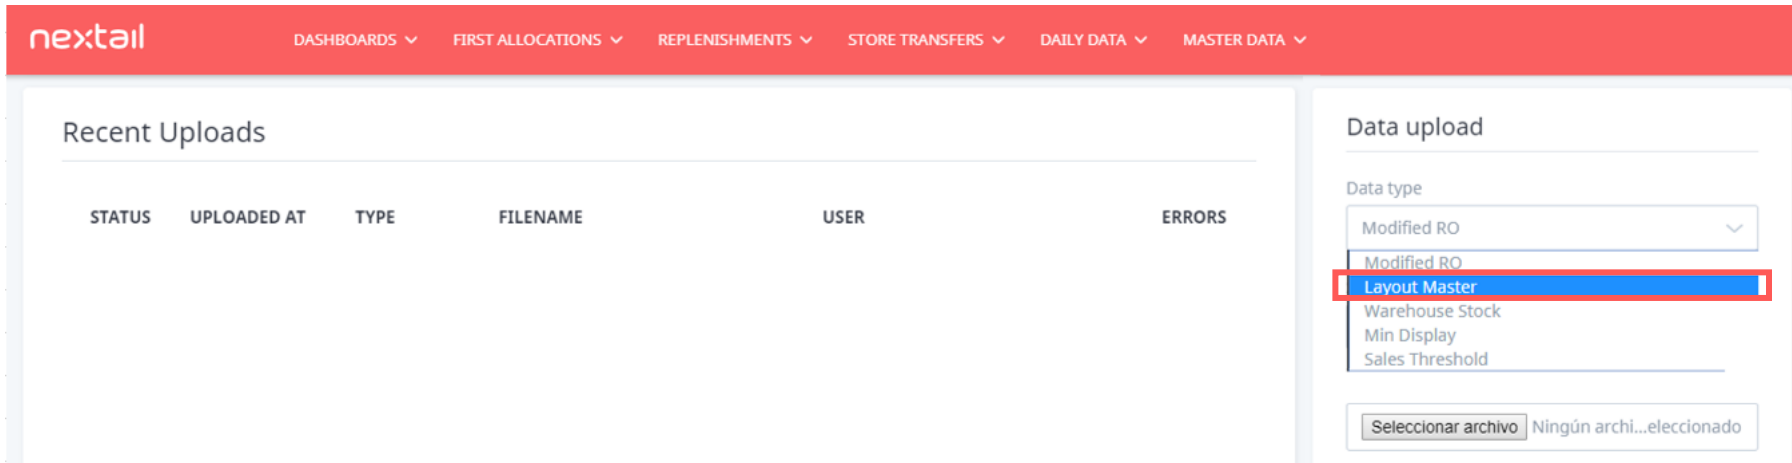 nextail DASHBOARDS FIRST ALLOCATIONS REPLENISHMENTS STORE TRANSFERS DAILY DATA MASTER DATA
Recent Uploads
STATUS UPLOADED AT TYPE FILENAME USER ERRORS
Data upload
Data type
Modified RO
Modified RO
Layout Master
Warehouse Stock
Min Display
Sales Threshold
Seleccionar archivo Ningún archi...eleccionado